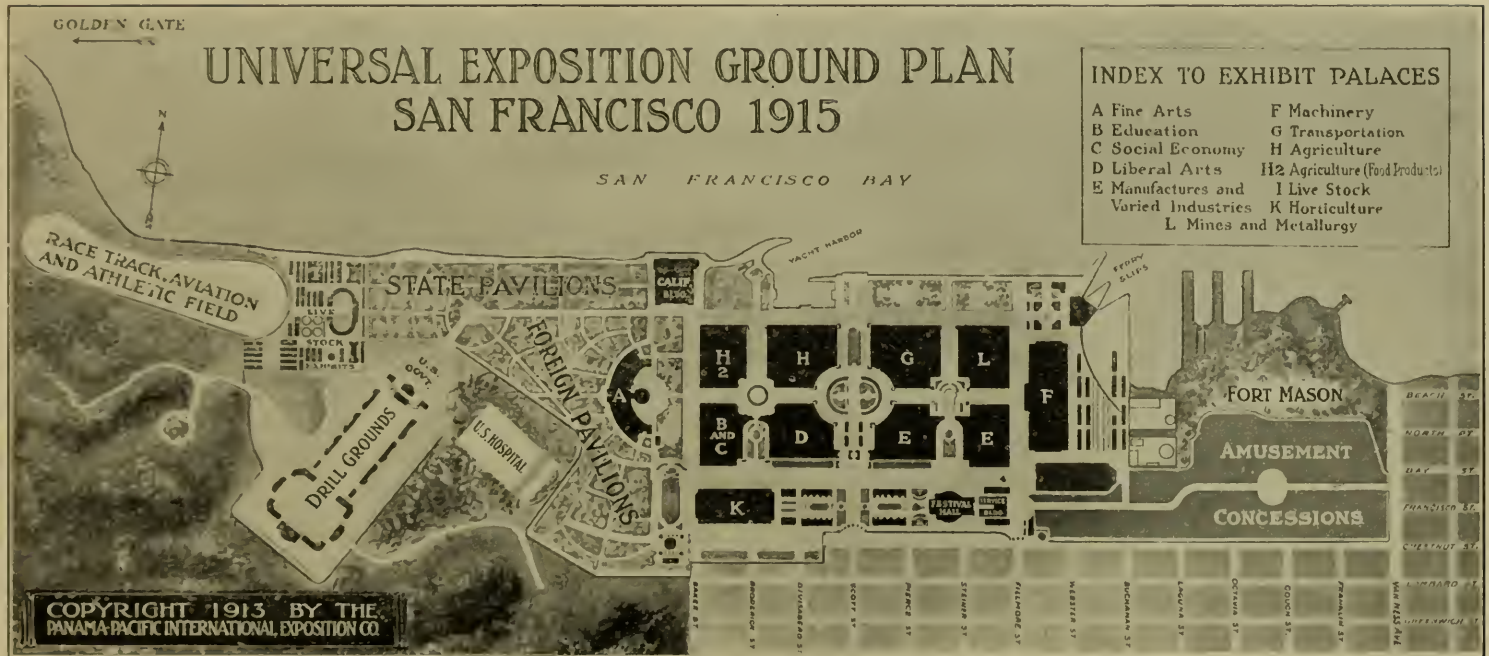 GOLDEN GATE
UNIVERSAL EXPOSITION GROUND PLAN
SAN FRANCISCO 1915
N
SAN FRANCISCO BAY
INDEX TO EXHIBIT PALACES
A Fine Arts
B Education
C Social Economy
D Liberal Arts
E Manufactures and
Varied Industries
F Machinery
G Transportation
H Agriculture
H2 Agriculture (Food Products)
I Live Stock
K Horticulture
L Mines and Metallurgy
RACE TRACK, AVIATION
AND ATHLETIC FIELD
LIVE
STOCK
EXHIBITS
STATE PAVILIONS
CALIF.
BLDG.
YACHT HARBOR
FERRY
SLIPS
FOREIGN PAVILIONS
U.S.
GOVT.
DRILL GROUNDS
U.S. HOSPITAL
A
H
2
H
G
L
F
B
AND
C
D
E
E
K
FESTIVAL
HALL
SERVICE
BLDG.
FORT MASON
AMUSEMENT
CONCESSIONS
BEACH ST.
NORTH PT.
BAY ST.
FRANCISCO ST.
CHESTNUT ST.
LOMBARD ST.
GREENWICH ST.
BAKER ST
BRODERICK ST
DIVISADERO ST
SCOTT ST
PIERCE ST
STEINER ST
FILLMORE ST
WEBSTER ST
BUCHANAN ST
LAGUNA ST
OCTAVIA ST
GOUGH ST.
FRANKLIN ST
VAN NESS AVE
COPYRIGHT 1913 BY THE
PANAMA-PACIFIC INTERNATIONAL EXPOSITION CO.